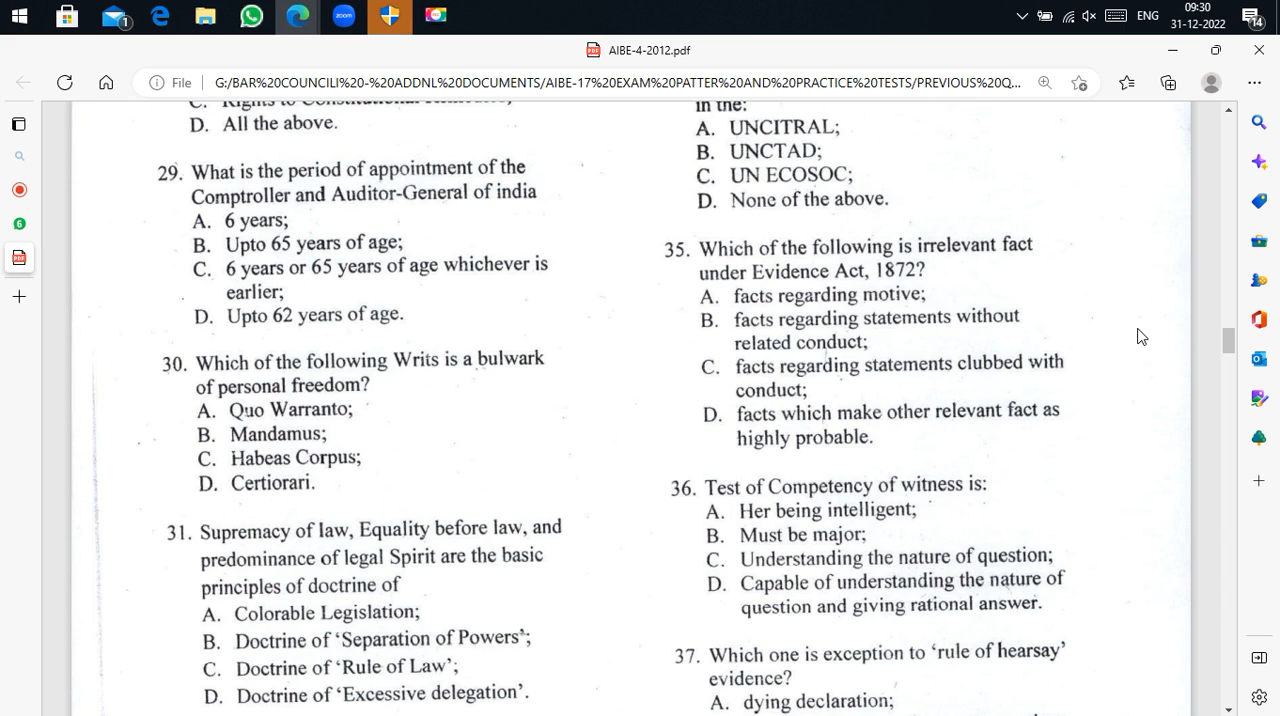 09:30
ENG
31-12-2022
14
1
zoom
AIBE-4-2012.pdf
File
G:/BAR%20COUNCILI%20-%20ADDNL%20DOCUMENTS/AIBE-17%20EXAM%20PATTER%20AND%20PRACTICE%20TESTS/PREVIOUS%20Q...
6
D. All the above.
29. What is the period of appointment of the
Comptroller and Auditor-General of india
A. 6 years;
B. Upto 65 years of age;
C. 6 years or 65 years of age whichever is
earlier;
D. Upto 62 years of age.
30. Which of the following Writs is a bulwark
of personal freedom?
A. Quo Warranto;
B. Mandamus;
C. Habeas Corpus;
D. Certiorari.
31. Supremacy of law, Equality before law, and
predominance of legal Spirit are the basic
principles of doctrine of
A. Colorable Legislation;
B. Doctrine of ‘Separation of Powers’;
C. Doctrine of ‘Rule of Law’;
D. Doctrine of ‘Excessive delegation’.
in the:
A. UNCITRAL;
B. UNCTAD;
C. UN ECOSOC;
D. None of the above.
35. Which of the following is irrelevant fact
under Evidence Act, 1872?
A. facts regarding motive;
B. facts regarding statements without
related conduct;
C. facts regarding statements clubbed with
conduct;
D. facts which make other relevant fact as
highly probable.
36. Test of Competency of witness is:
A. Her being intelligent;
B. Must be major;
C. Understanding the nature of question;
D. Capable of understanding the nature of
question and giving rational answer.
37. Which one is exception to ‘rule of hearsay’
evidence?
A. dying declaration;